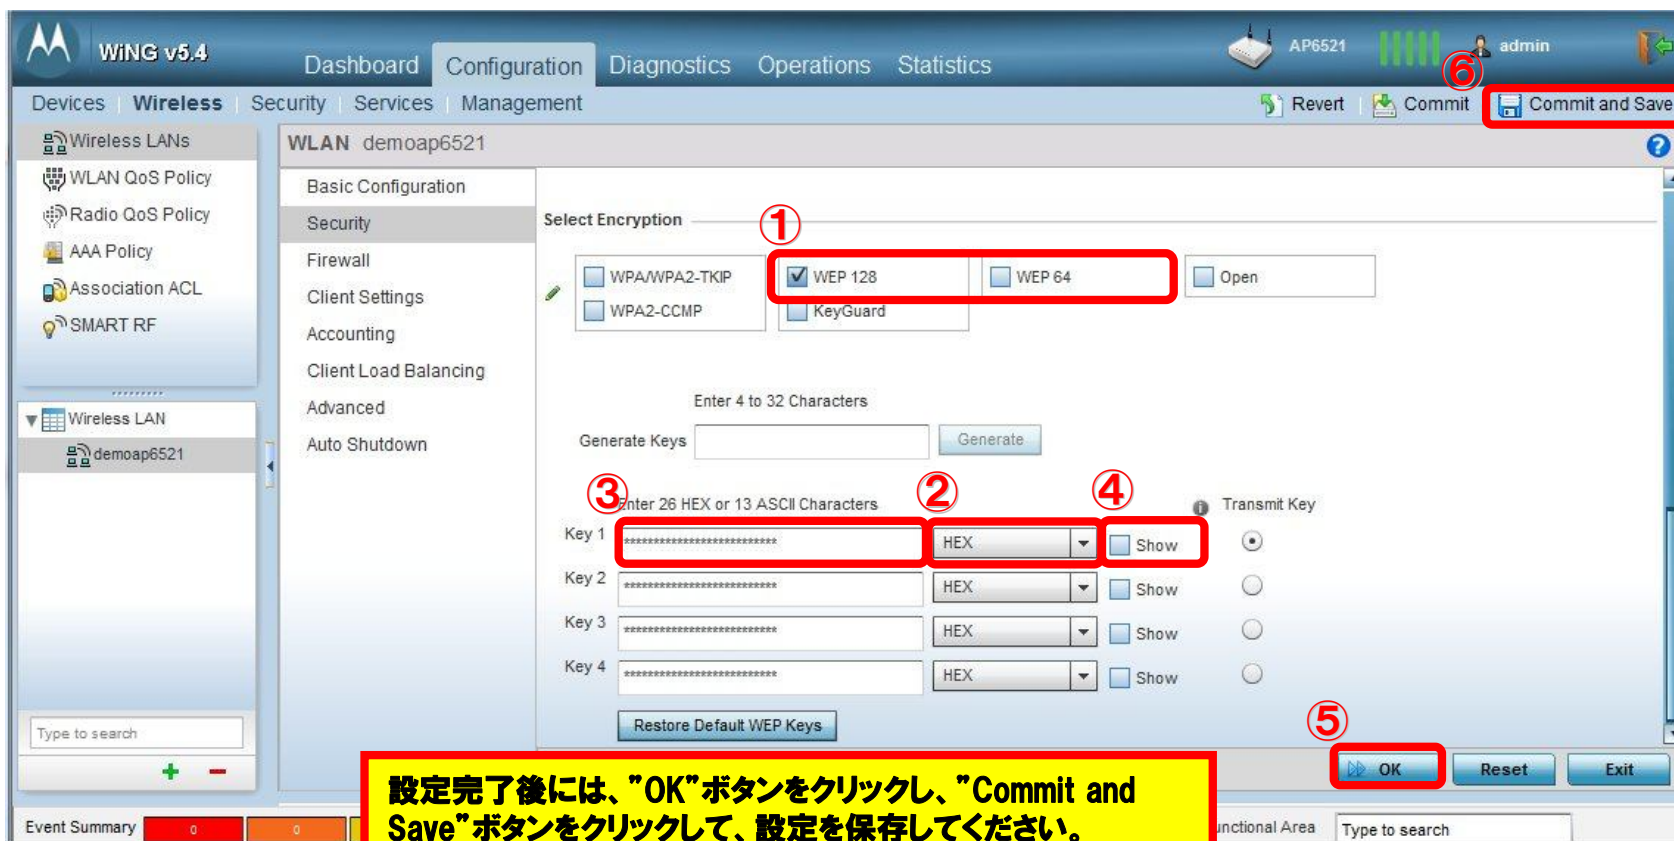 WiNG v5.4
Dashboard Configuration Diagnostics Operations Statistics
AP6521 admin
⑥
Devices Wireless Security Services Management
Revert Commit Commit and Save
Wireless LANs
WLAN QoS Policy
Radio QoS Policy
AAA Policy
Association ACL
SMART RF
Wireless LAN
demoap6521
Type to search
WLAN demoap6521
Basic Configuration
Security
Firewall
Client Settings
Accounting
Client Load Balancing
Advanced
Auto Shutdown
Select Encryption ①
WPA/WPA2-TKIP WEP 128 WEP 64 Open
WPA2-CCMP KeyGuard
Enter 4 to 32 Characters
Generate Keys Generate
③ ② ④
Enter 26 HEX or 13 ASCII Characters Transmit Key
Key 1 ************************** HEX Show
Key 2 ************************** HEX Show
Key 3 ************************** HEX Show
Key 4 ************************** HEX Show
Restore Default WEP Keys
⑤
OK Reset Exit
設定完了後には、"OK"ボタンをクリックし、"Commit and
Save"ボタンをクリックして、設定を保存してください。
Event Summary 0 0
Type to search